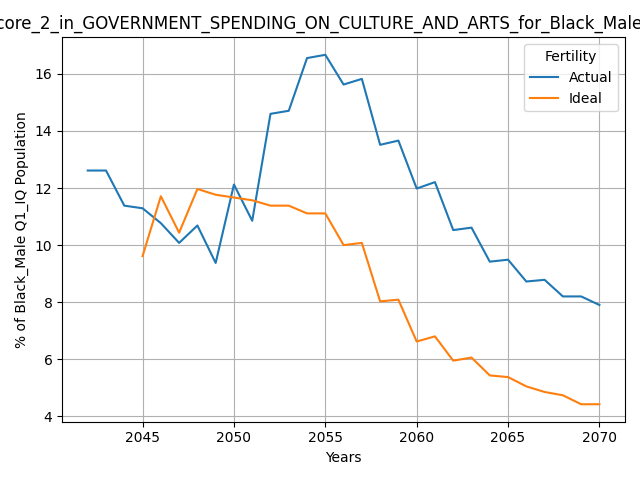 core_2_in_GOVERNMENT_SPENDING_ON_CULTURE_AND_ARTS_for_Black_Male
Fertility
Actual
Ideal
% of Black_Male Q1_IQ Population
16
14
12
10
8
6
4
2045 2050 2055 2060 2065 2070
Years